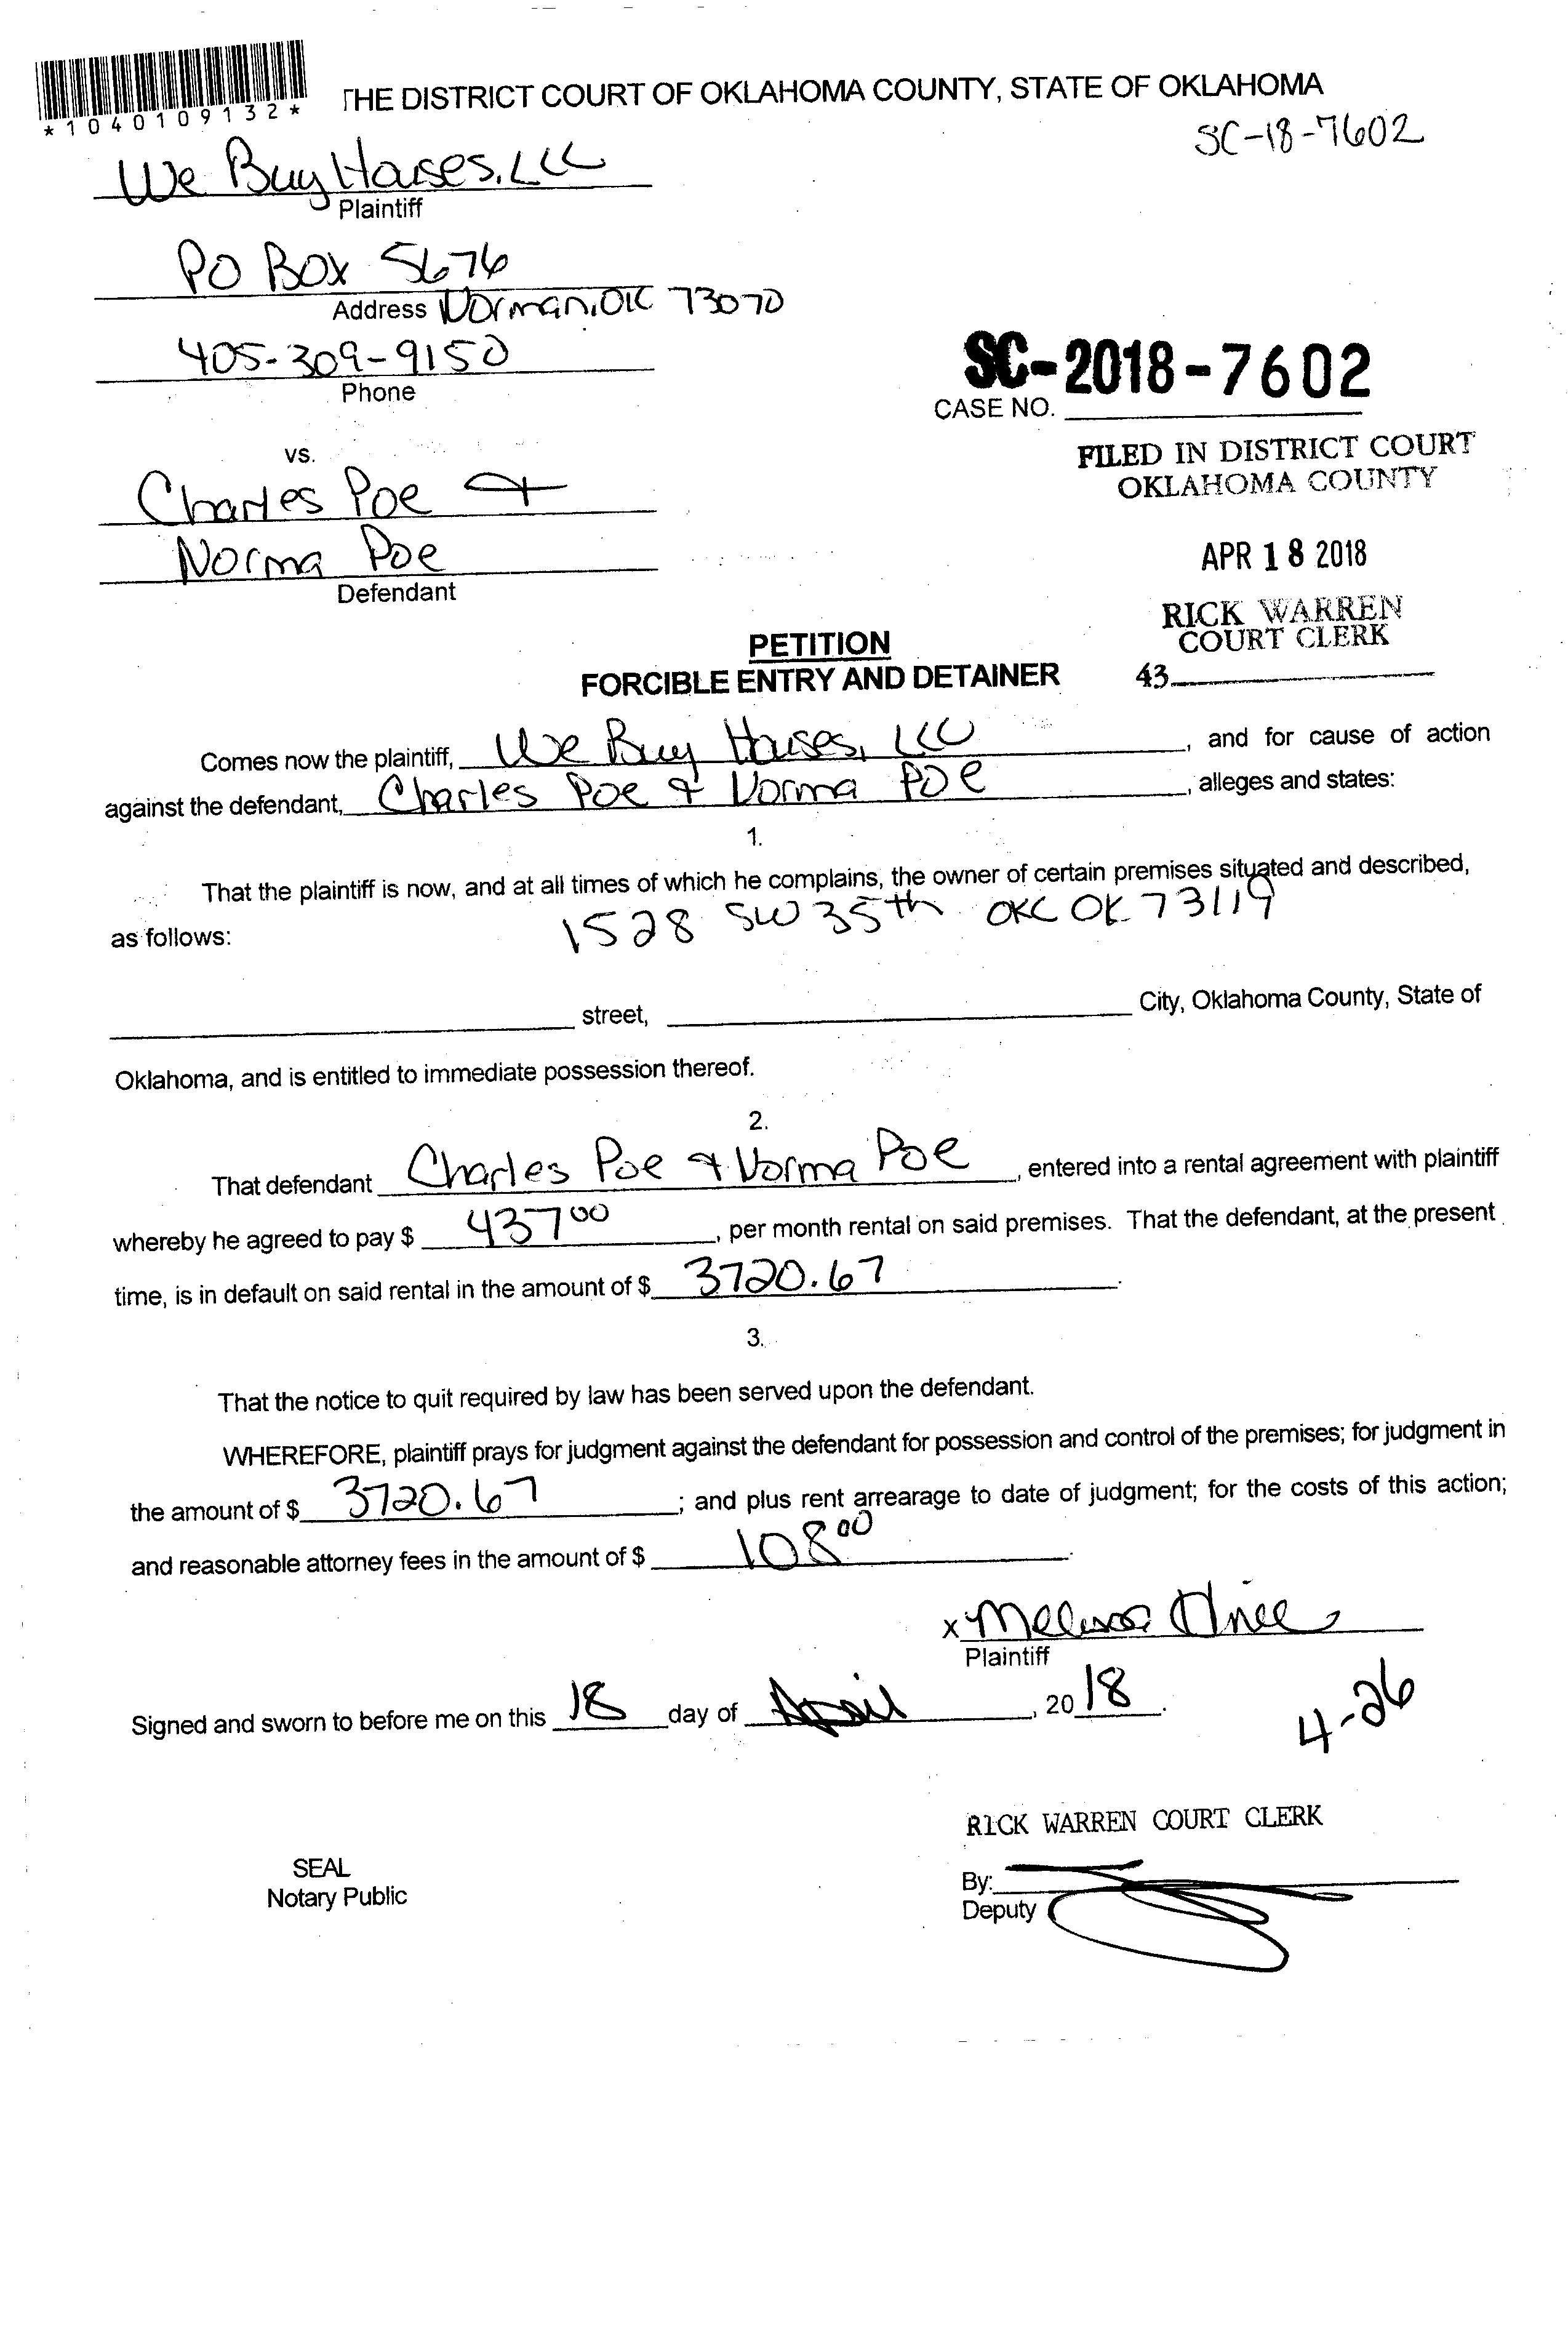 *1040109132*
THE DISTRICT COURT OF OKLAHOMA COUNTY, STATE OF OKLAHOMA
SC-18-7602
We Buy Houses, LLC
Plaintiff
PO Box 5676
Address Norman, OK 73070
405-309-9150
Phone
SC-2018-7602
CASE NO.
vs.
FILED IN DISTRICT COURT
OKLAHOMA COUNTY
Charles Poe &
Norma Poe
Defendant
APR 18 2018
RICK WARREN
COURT CLERK
43
PETITION
FORCIBLE ENTRY AND DETAINER
Comes now the plaintiff, We Buy Houses, LLC, and for cause of action
against the defendant, Charles Poe & Norma Poe, alleges and states:
1.
That the plaintiff is now, and at all times of which he complains, the owner of certain premises situated and described,
as follows: 1528 SW 35th OKC OK 73119
street, City, Oklahoma County, State of
Oklahoma, and is entitled to immediate possession thereof.
2.
That defendant Charles Poe & Norma Poe, entered into a rental agreement with plaintiff
whereby he agreed to pay $ 437 00, per month rental on said premises. That the defendant, at the present
time, is in default on said rental in the amount of $ 3720.67.
3.
That the notice to quit required by law has been served upon the defendant.
WHEREFORE, plaintiff prays for judgment against the defendant for possession and control of the premises; for judgment in
the amount of $ 3720.67; and plus rent arrearage to date of judgment; for the costs of this action;
and reasonable attorney fees in the amount of $ 108 00.
x Melissa
Plaintiff
Signed and sworn to before me on this 18 day of April, 2018.
4-26
RICK WARREN COURT CLERK
SEAL
Notary Public
By:
Deputy